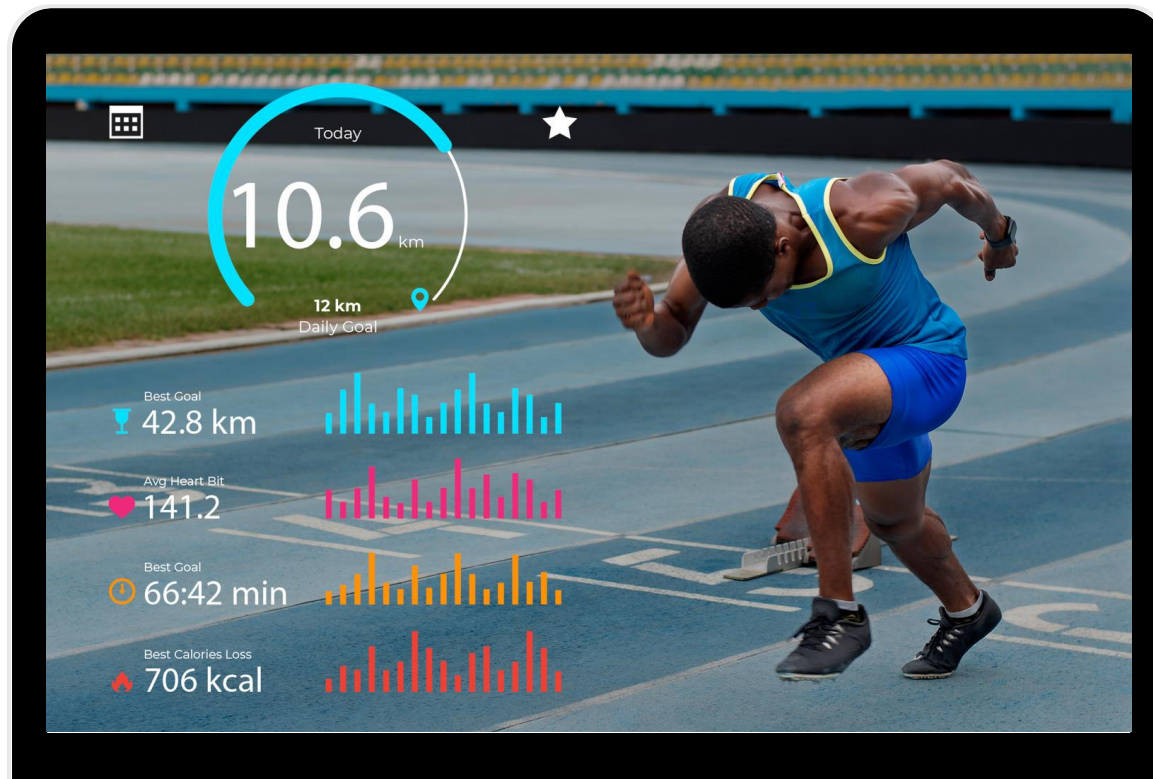 Today
10.6 km
12 km
Daily Goal
Best Goal
42.8 km
Avg Heart Bit
141.2
Best Goal
66:42 min
Best Calories Loss
706 kcal